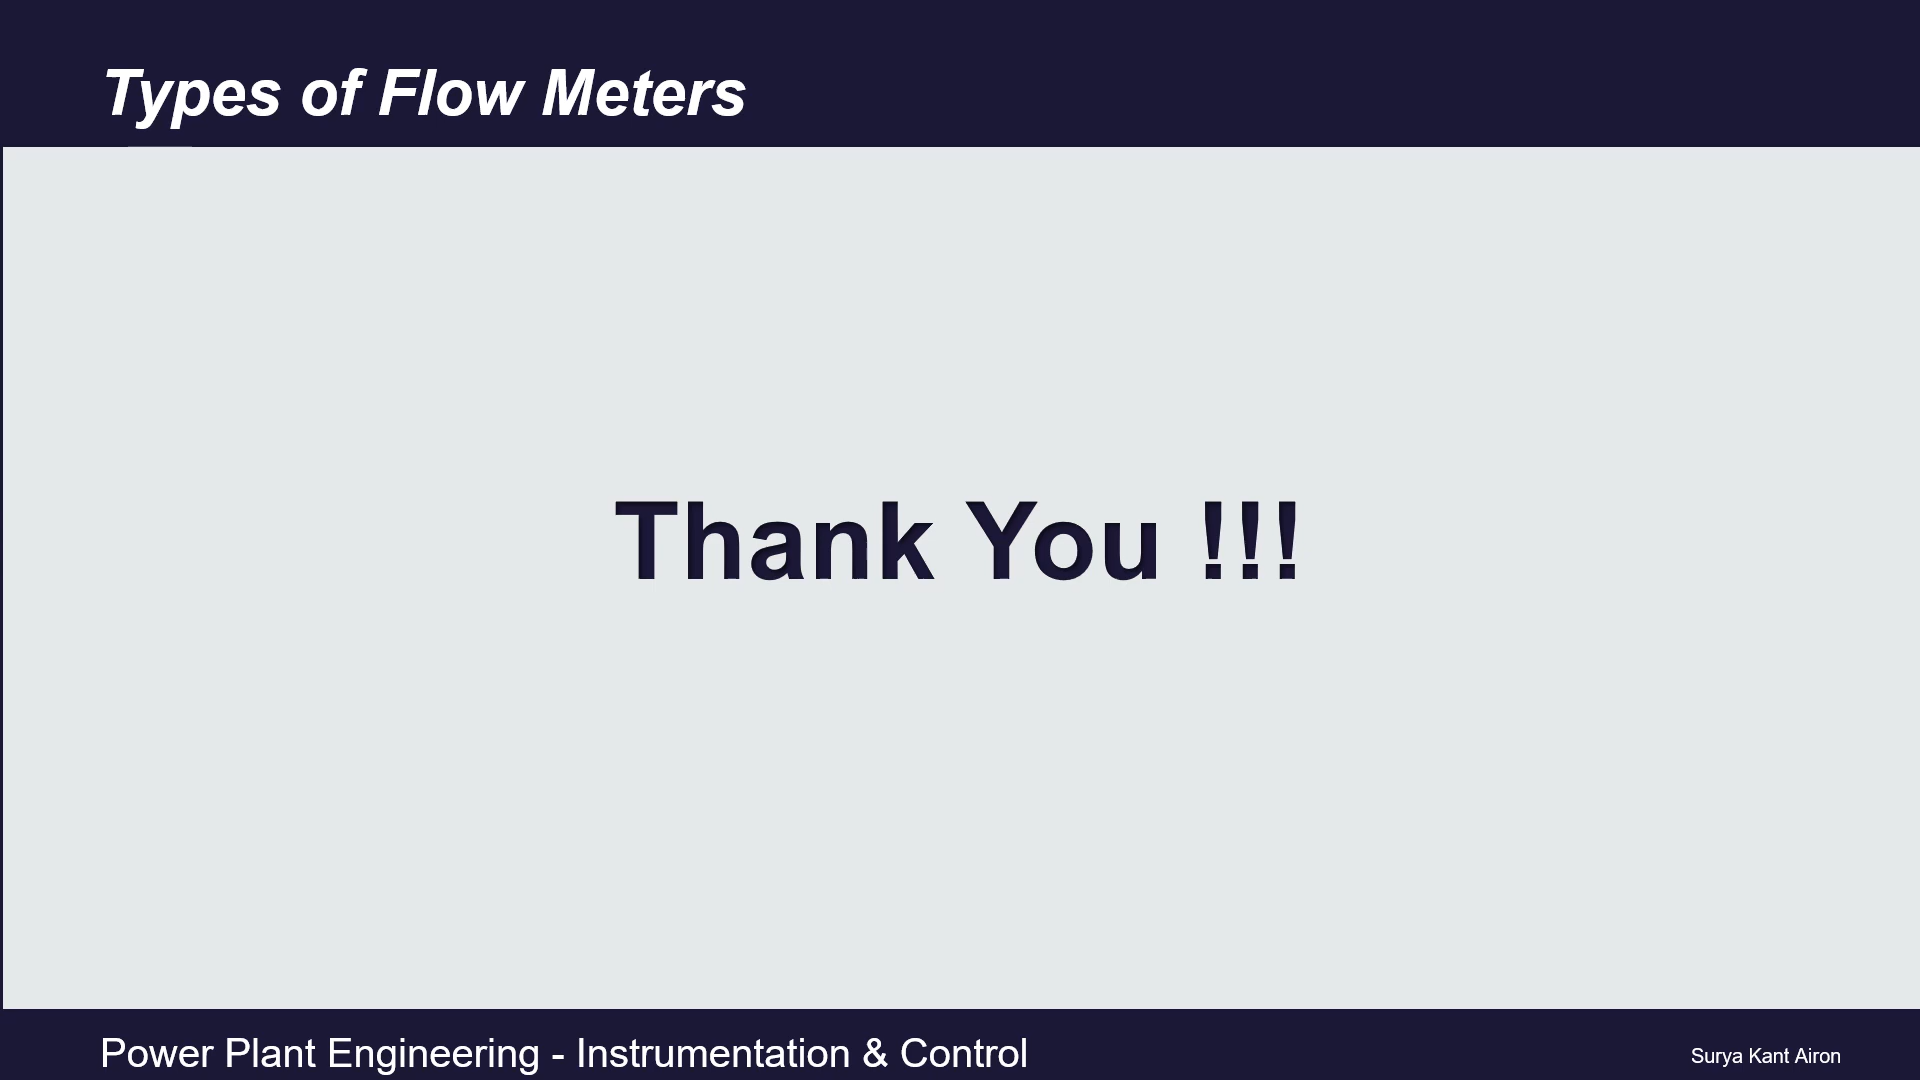 Types of Flow Meters
Thank You !!!
Power Plant Engineering - Instrumentation & Control
Surya Kant Airon